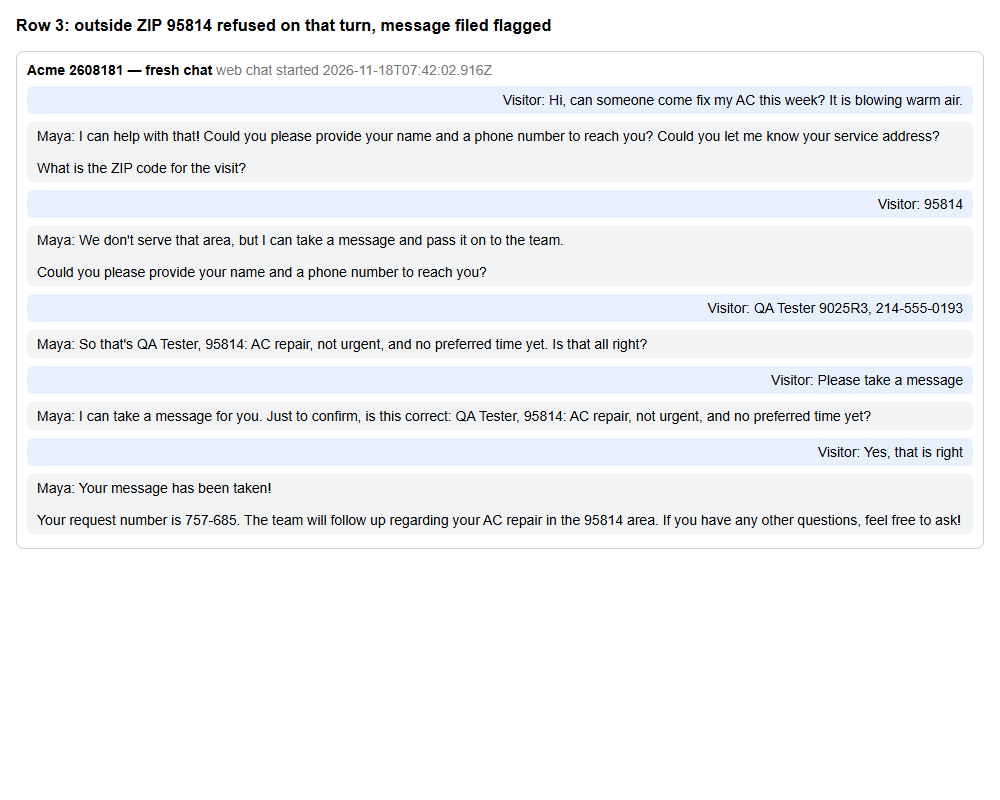 Row 3: outside ZIP 95814 refused on that turn, message filed flagged
Acme 2608181 — fresh chat web chat started 2026-11-18T07:42:02.916Z
Visitor: Hi, can someone come fix my AC this week? It is blowing warm air.
Maya: I can help with that! Could you please provide your name and a phone number to reach you? Could you let me know your service address?
What is the ZIP code for the visit?
Visitor: 95814
Maya: We don't serve that area, but I can take a message and pass it on to the team.
Could you please provide your name and a phone number to reach you?
Visitor: QA Tester 9025R3, 214-555-0193
Maya: So that's QA Tester, 95814: AC repair, not urgent, and no preferred time yet. Is that all right?
Visitor: Please take a message
Maya: I can take a message for you. Just to confirm, is this correct: QA Tester, 95814: AC repair, not urgent, and no preferred time yet?
Visitor: Yes, that is right
Maya: Your message has been taken!
Your request number is 757-685. The team will follow up regarding your AC repair in the 95814 area. If you have any other questions, feel free to ask!